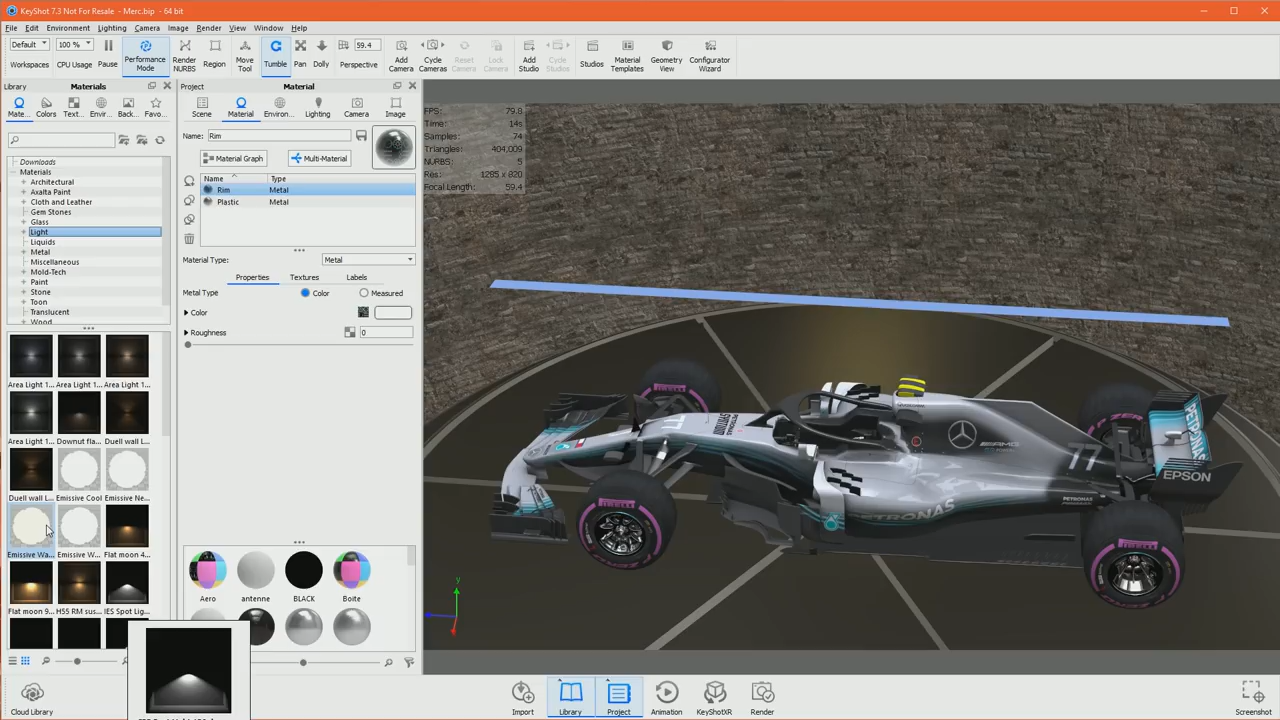 KeyShot 7.3 Not For Resale - Merc.bip - 64 bit
File Edit Environment Lighting Camera Image Render View Window Help
Default 100 % 59.4
Workspaces CPU Usage Pause Performance Mode Render NURBS Region Move Tool Tumble Pan Dolly Perspective Add Camera Cycle Cameras Reset Camera Lock Camera Add Studio Cycle Studios Studios Material Templates Geometry View Configurator Wizard
Library Materials
Mate... Colors Text... Envir... Back... Favo...
Downloads
Materials
Architectural
Axalta Paint
Cloth and Leather
Gem Stones
Glass
Light
Liquids
Metal
Miscellaneous
Mold-Tech
Paint
Stone
Toon
Translucent
Wood
Area Light 1... Area Light 1... Area Light 1...
Area Light 1... Downut fla... Duell wall L...
Duell wall L... Emissive Cool Emissive Ne...
Emissive Wa... Emissive W... Flat moon 4...
Flat moon 9... H55 RM sus... IES Spot Lig...
Cloud Library
Project Material
Scene Material Environ... Lighting Camera Image
Name: Rim
Material Graph Multi-Material
Name Type
Rim Metal
Plastic Metal
Material Type: Metal
Properties Textures Labels
Metal Type Color Measured
Color
Roughness 0
Aero antenne BLACK Boite
FPS: 79.8
Time: 14s
Samples: 74
Triangles: 404,009
NURBS: 5
Res: 1285 x 820
Focal Length: 59.4
PIRELLI
77
AMG
PETRONAS
EPSON
PETRONAS
PETRONAS
PIRELLI
PIRELLI
y
Import Library Project Animation KeyShotXR Render Screenshot